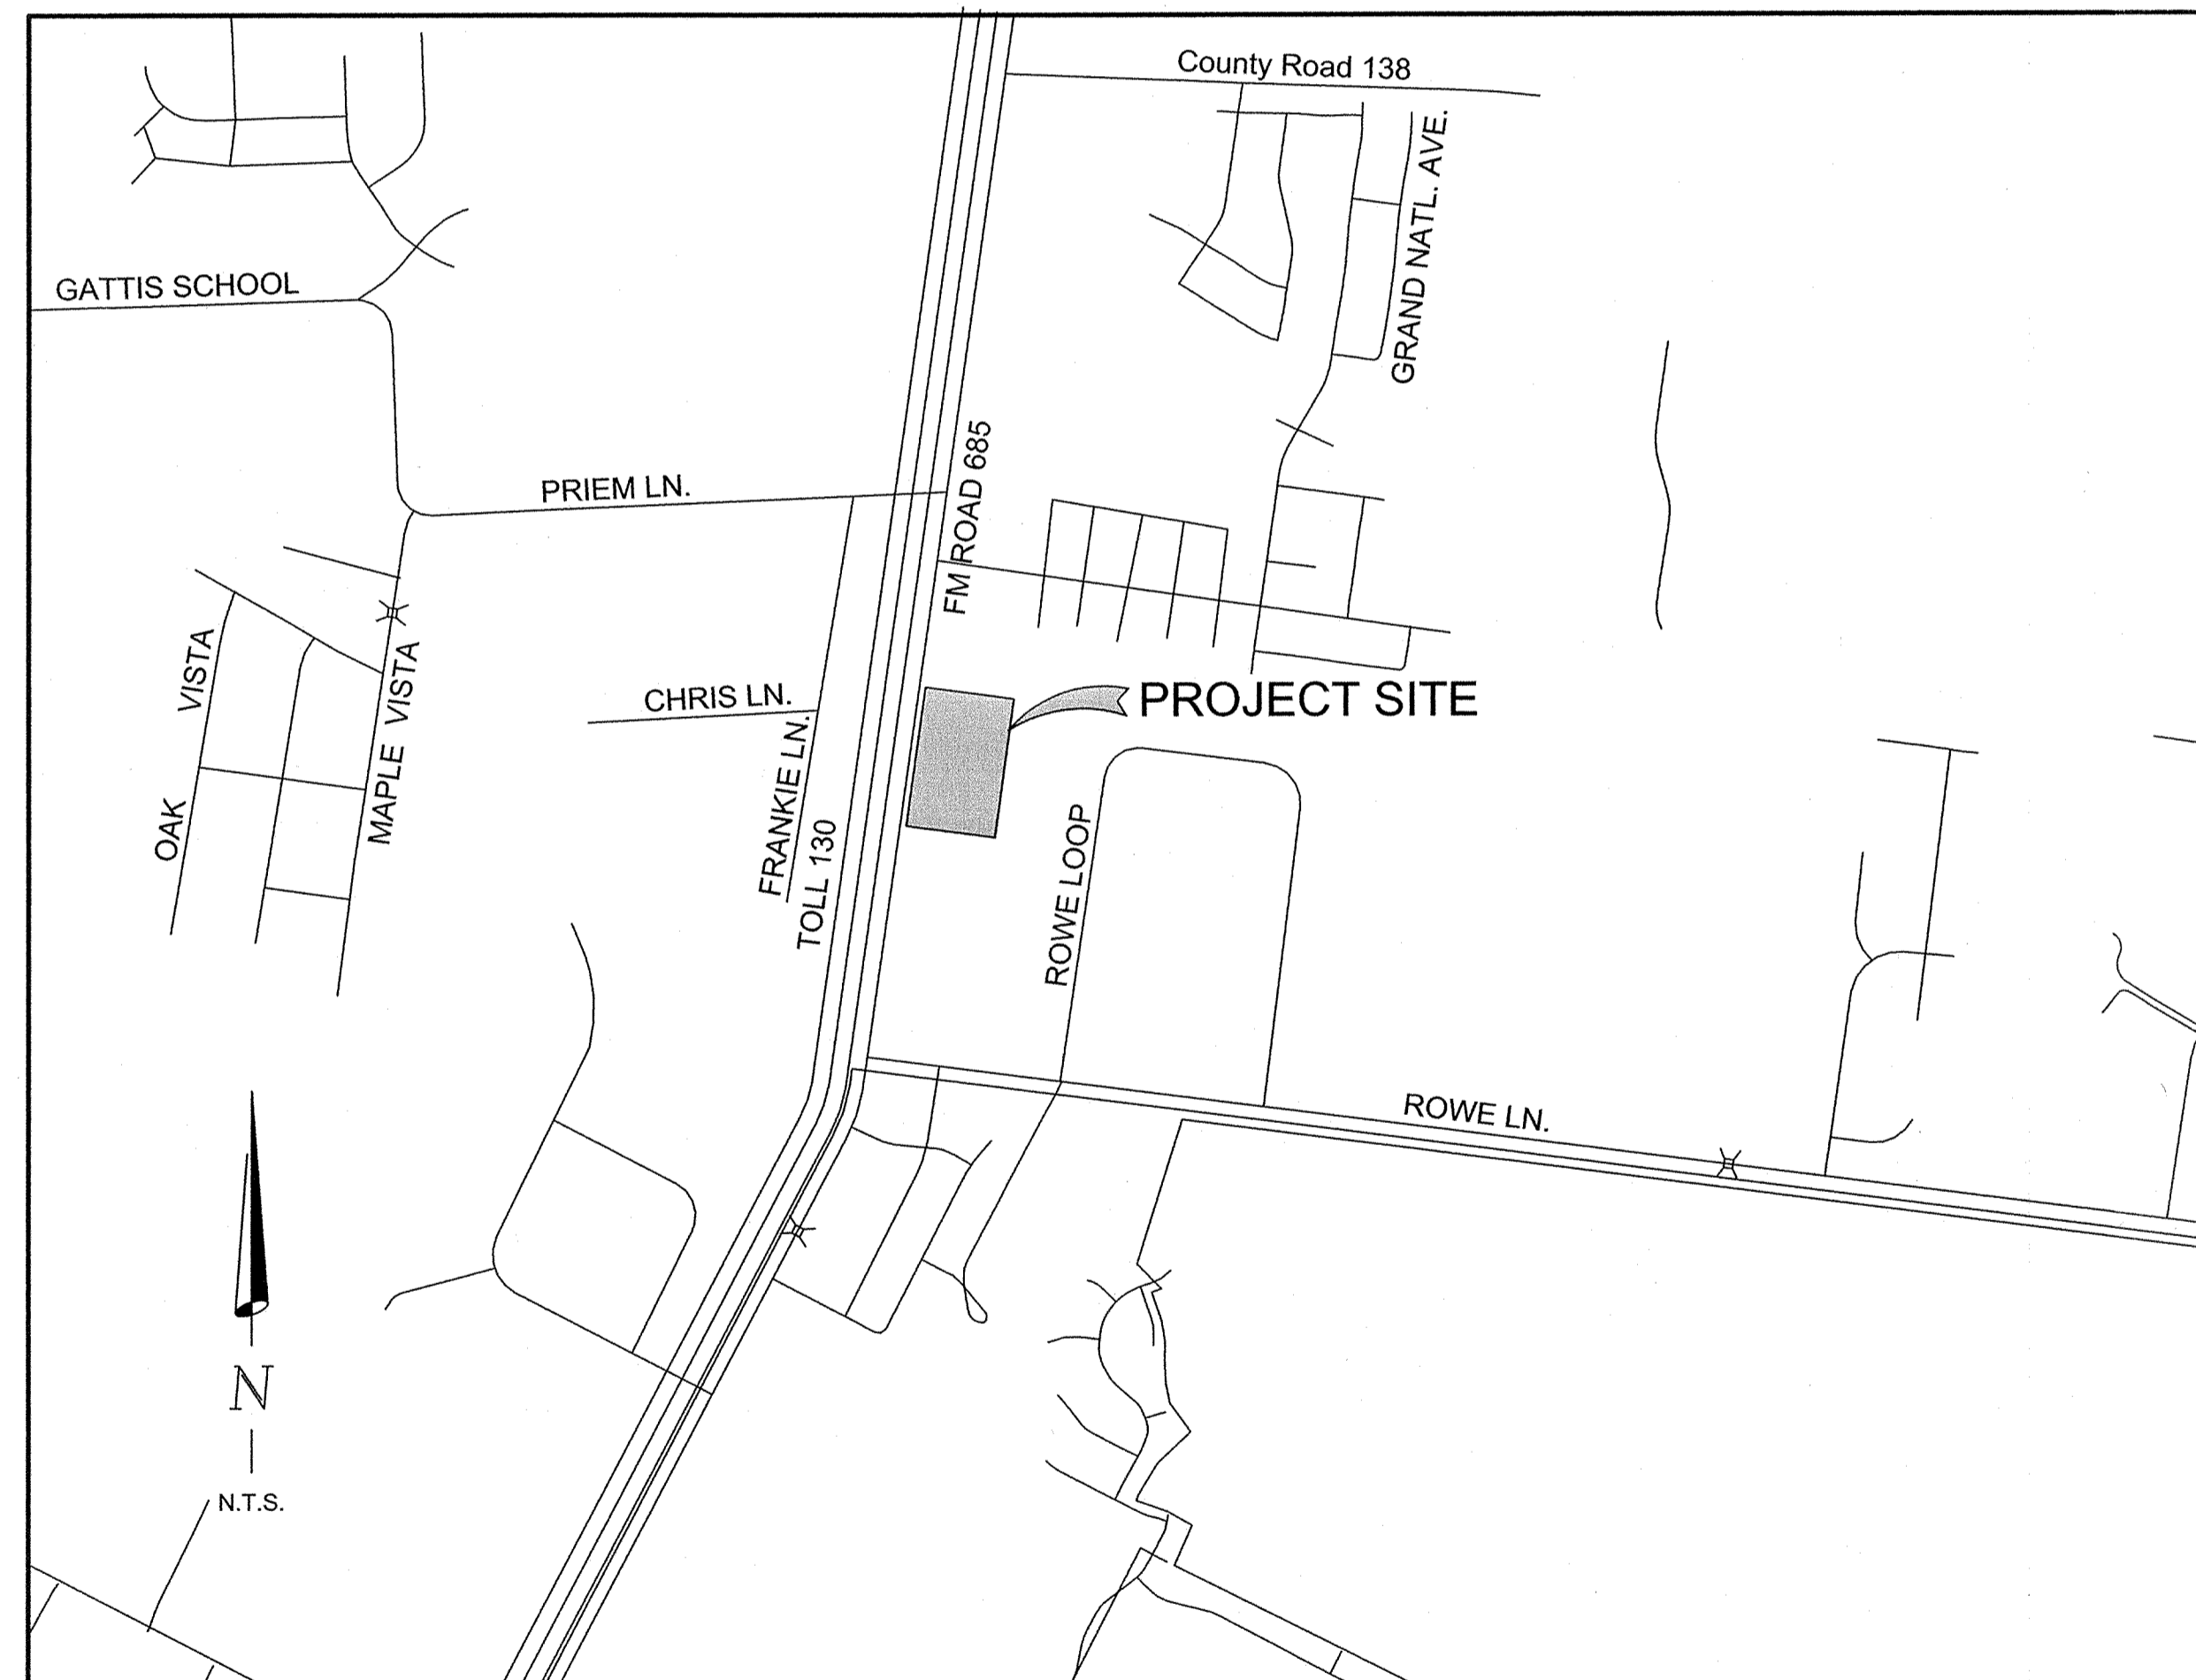 County Road 138
GRAND NATL. AVE.
GATTIS SCHOOL
PRIEM LN.
FM ROAD 685
OAK VISTA
MAPLE VISTA
CHRIS LN.
PROJECT SITE
FRANKIE LN.
TOLL 130
ROWE LOOP
ROWE LN.
N
N.T.S.